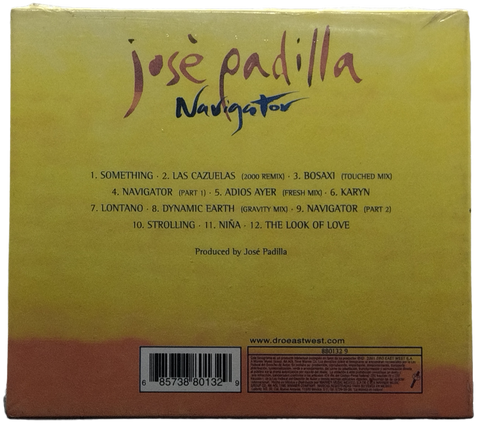 josè padilla
Navigator
1. SOMETHING · 2. LAS CAZUELAS (2000 REMIX) · 3. BOSAXI (TOUCHED MIX)
4. NAVIGATOR (PART 1) · 5. ADIOS AYER (FRESH MIX) · 6. KARYN
7. LONTANO · 8. DYNAMIC EARTH (GRAVITY MIX) · 9. NAVIGATOR (PART 2)
10. STROLLING · 11. NIÑA · 12. THE LOOK OF LOVE
Produced by José Padilla
www.droeastwest.com
880132 9
6 85738 80132 9